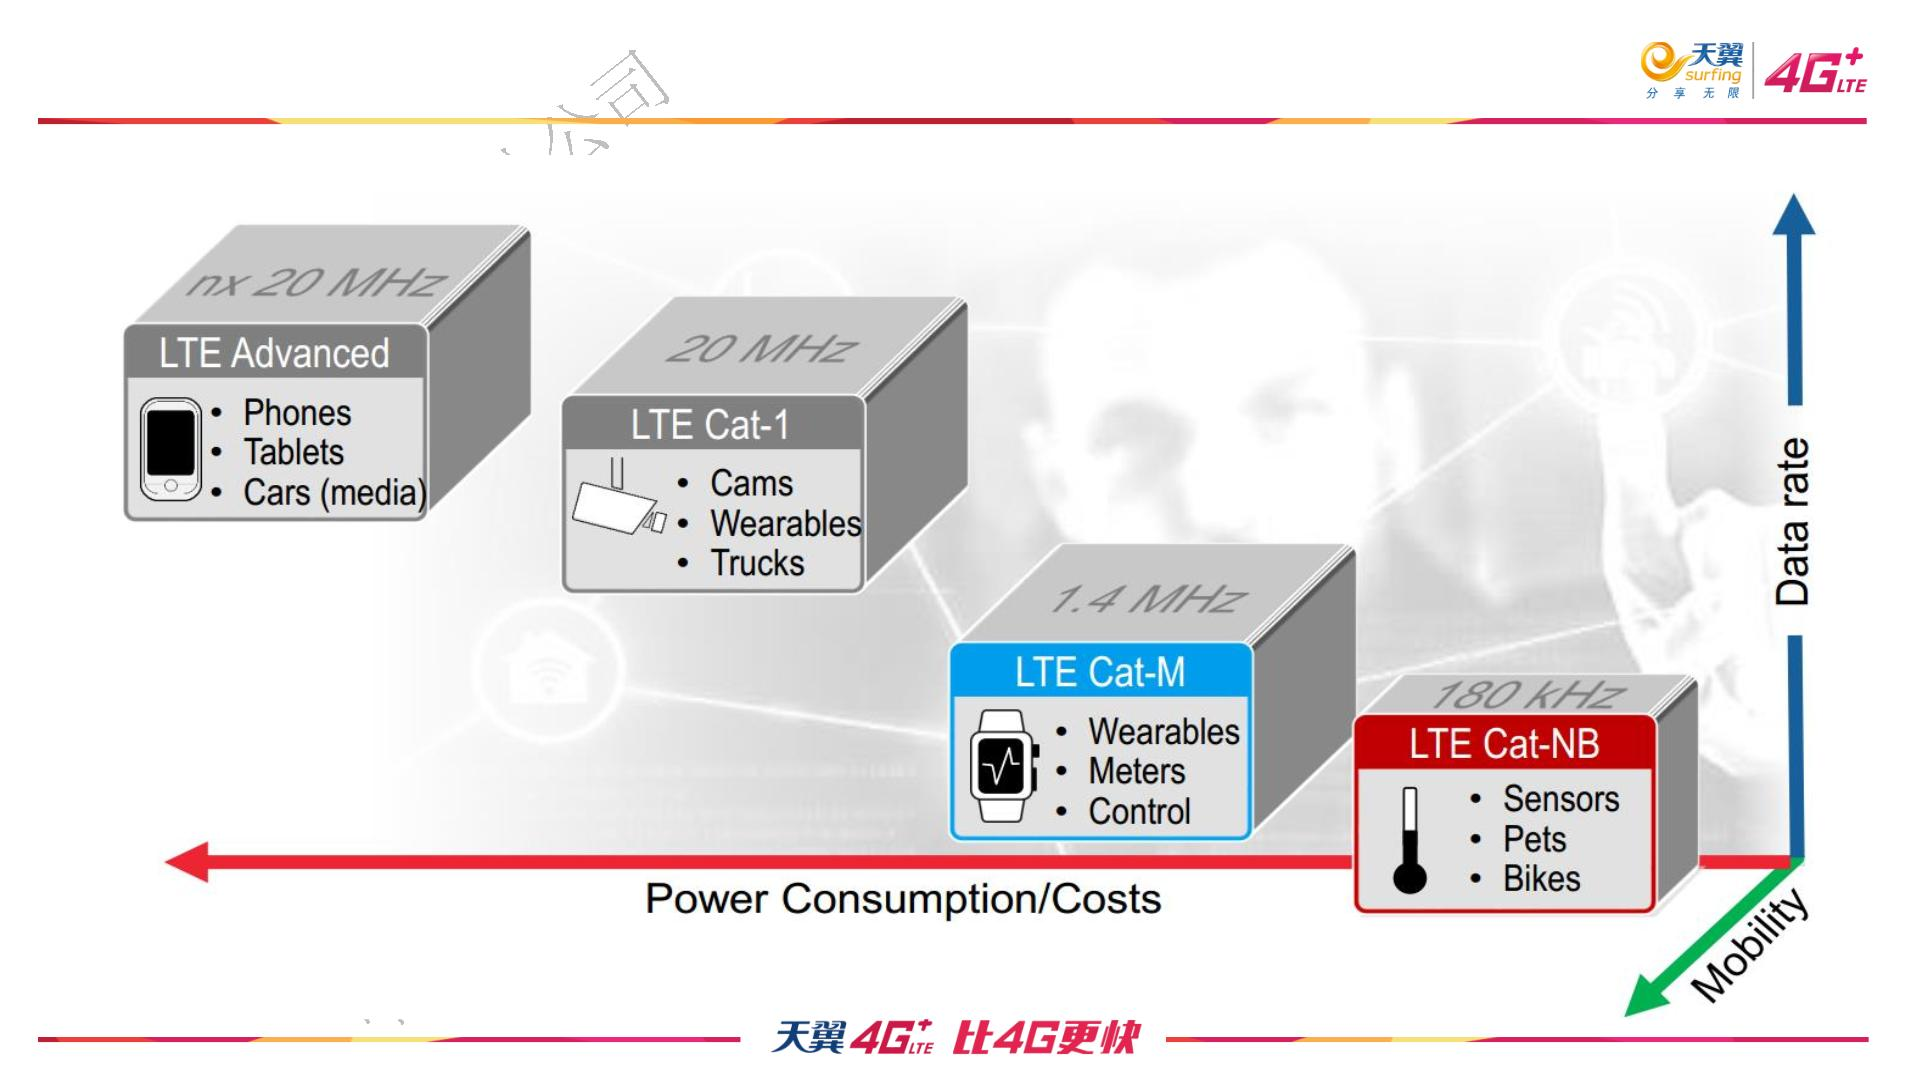 天翼
surfing
分享无限
4G+
LTE
公司
nx 20 MHz
LTE Advanced
• Phones
• Tablets
• Cars (media)
20 MHz
LTE Cat-1
• Cams
• Wearables
• Trucks
1.4 MHz
LTE Cat-M
• Wearables
• Meters
• Control
180 kHz
LTE Cat-NB
• Sensors
• Pets
• Bikes
Data rate
Power Consumption/Costs
Mobility
天翼4G+LTE 比4G更快